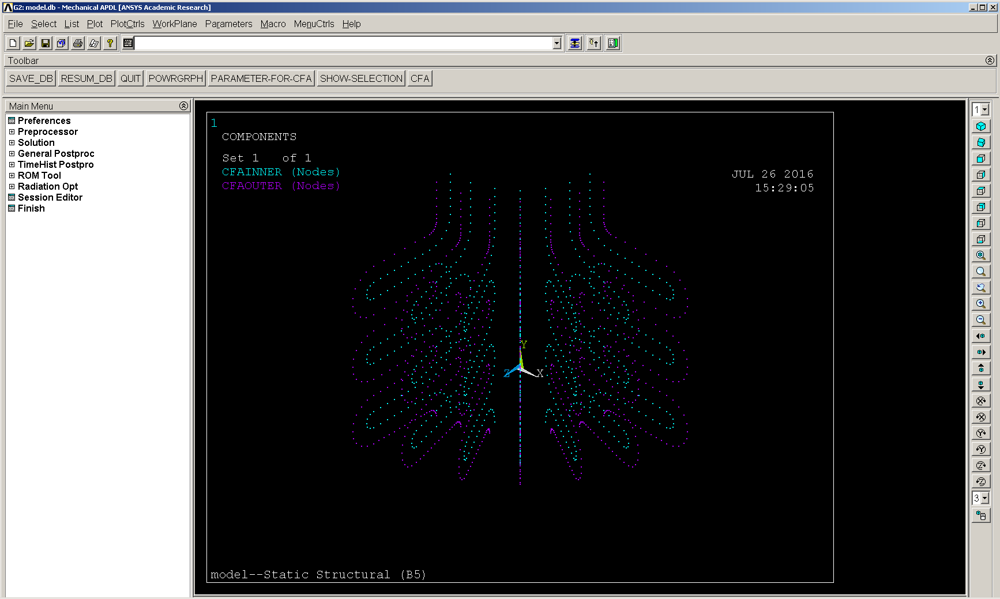 G2: model.db - Mechanical APDL [ANSYS Academic Research]
File Select List Plot PlotCtrls WorkPlane Parameters Macro MenuCtrls Help
Toolbar
SAVE_DB RESUM_DB QUIT POWRGRPH PARAMETER-FOR-CFA SHOW-SELECTION CFA
Main Menu
Preferences
Preprocessor
Solution
General Postproc
TimeHist Postpro
ROM Tool
Radiation Opt
Session Editor
Finish
1
COMPONENTS
Set 1 of 1
CFAINNER (Nodes)
CFAOUTER (Nodes)
JUL 26 2016
15:29:05
Y
Z X
model--Static Structural (B5)
1
X
X
Y
Y
Z
Z
3